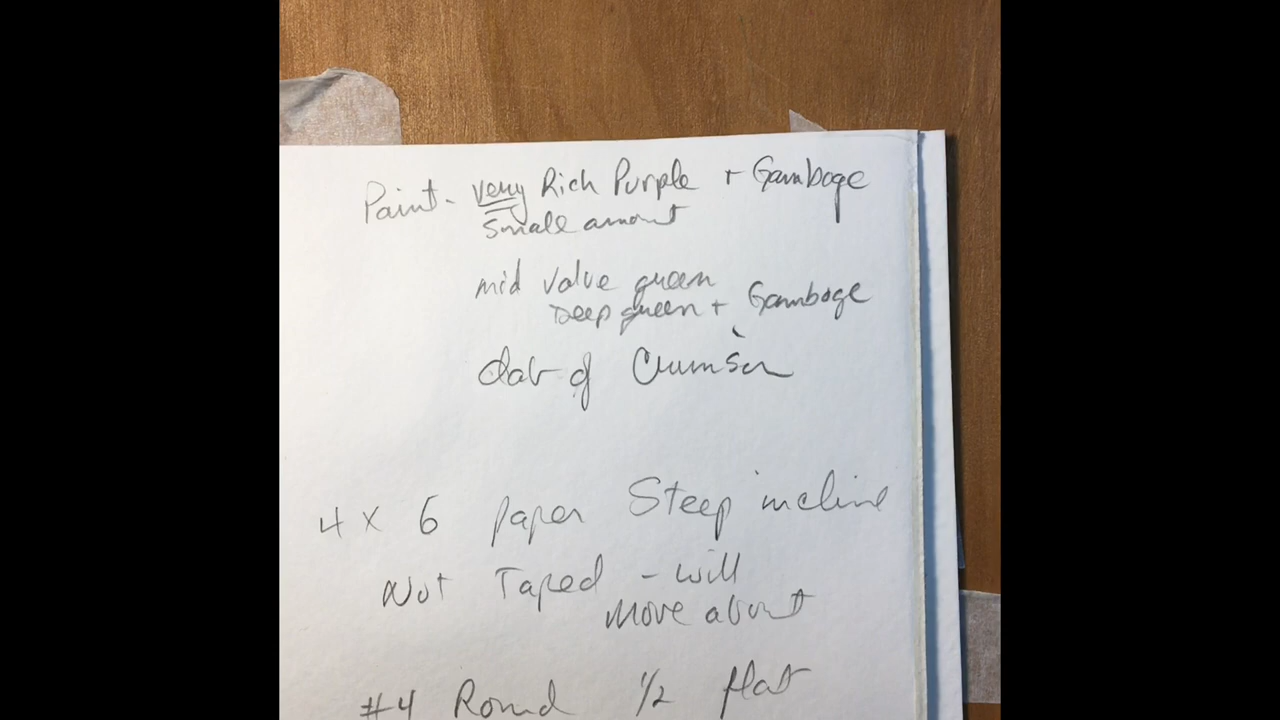 Paint - very Rich Purple + Gamboge
small amount
mid value green
Deep green + Gamboge
dab of Crimson
4 x 6 paper Steep incline
Not Taped - will
move about
#4 Round 1/2 flat